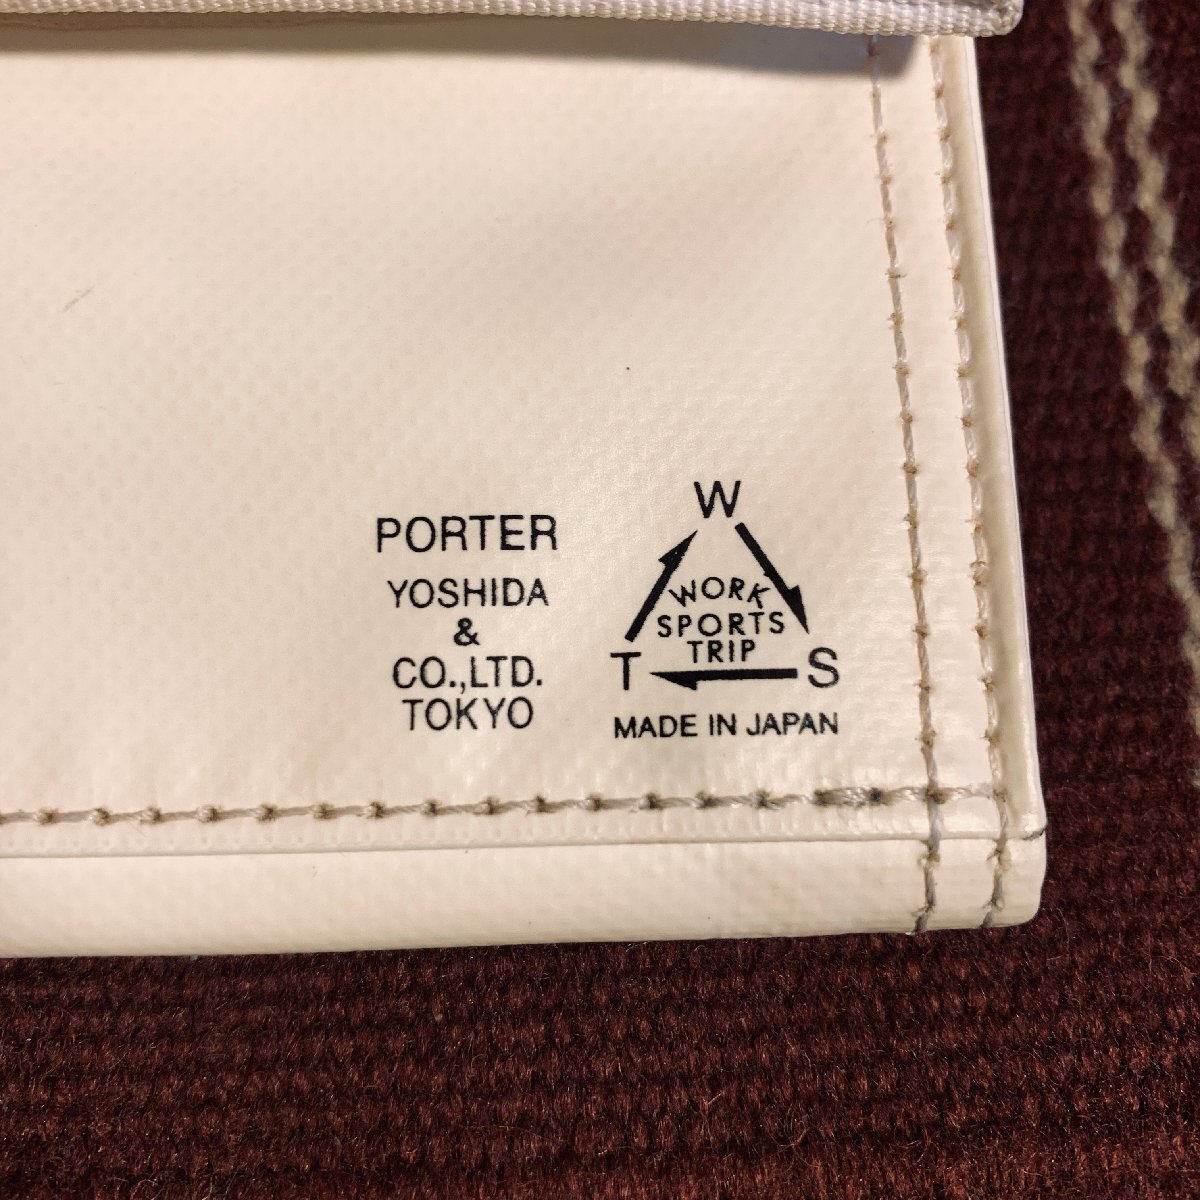 PORTER
YOSHIDA
&
CO.,LTD.
TOKYO
W
WORK
SPORTS
TRIP
T S
MADE IN JAPAN